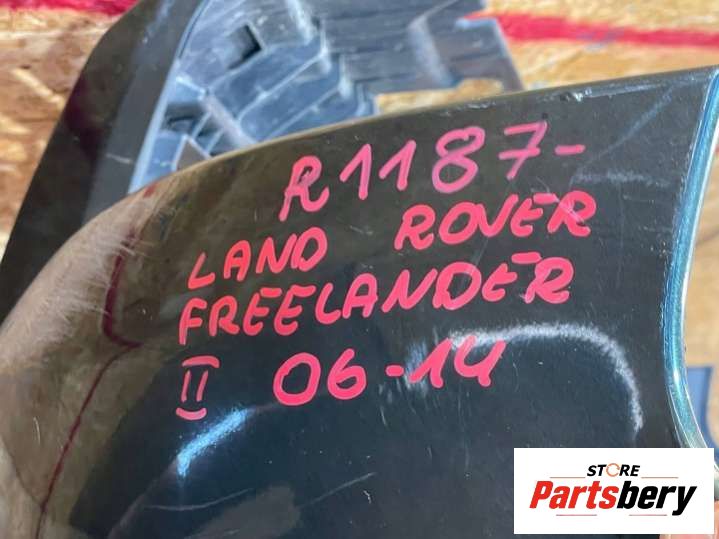 R1187-
LAND ROVER
FREELANDER
II 06-14
STORE
Partsbery